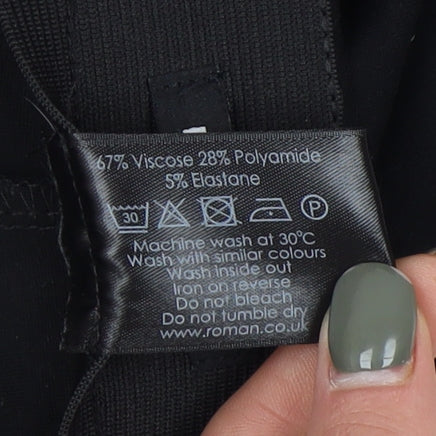 67% Viscose 28% Polyamide
5% Elastane
30 P
Machine wash at 30°C
Wash with similar colours
Wash inside out
Iron on reverse
Do not bleach
Do not tumble dry
www.roman.co.uk